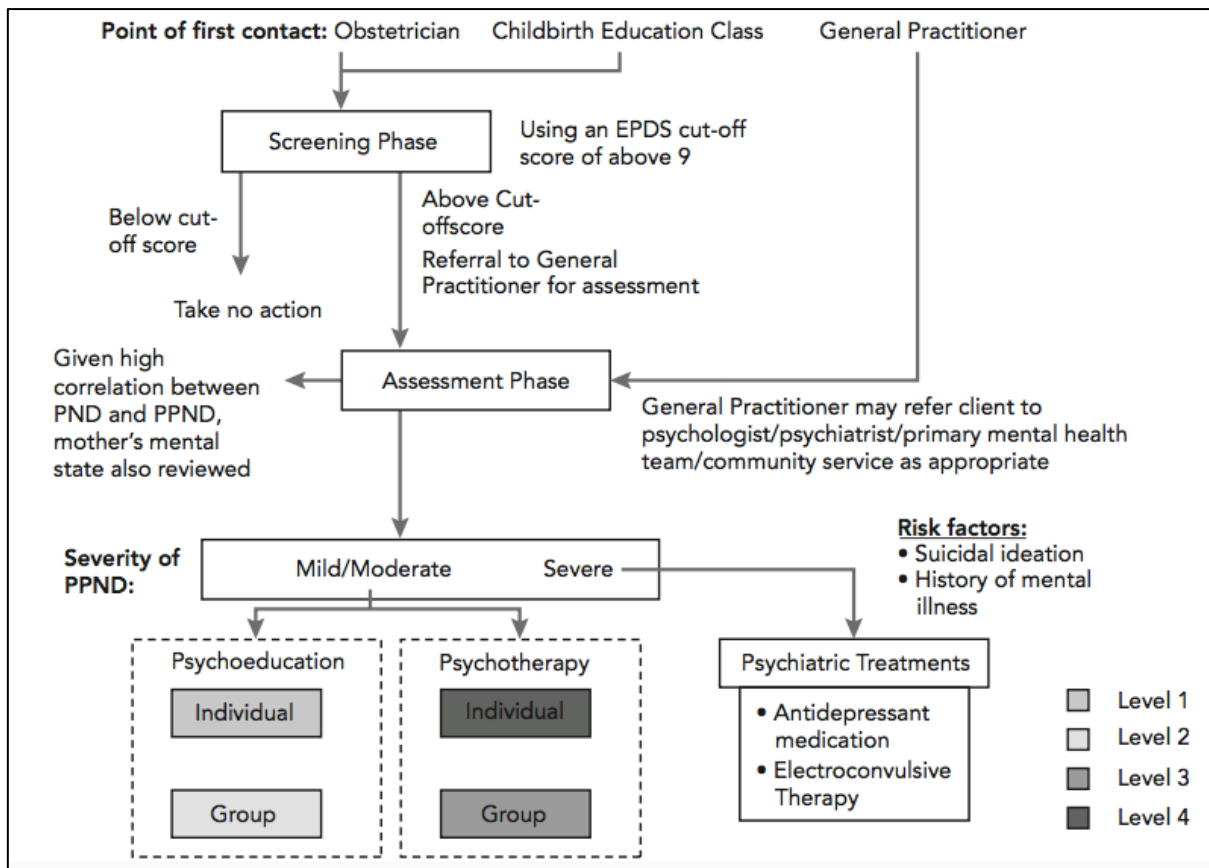 Point of first contact: Obstetrician Childbirth Education Class General Practitioner
Screening Phase
Using an EPDS cut-off
score of above 9
Below cut-
off score
Above Cut-
offscore
Referral to General
Practitioner for assessment
Take no action
Given high
correlation between
PND and PPND,
mother's mental
state also reviewed
Assessment Phase
General Practitioner may refer client to
psychologist/psychiatrist/primary mental health
team/community service as appropriate
Severity of
PPND:
Mild/Moderate Severe
Risk factors:
• Suicidal ideation
• History of mental
illness
Psychoeducation
Individual
Group
Psychotherapy
Individual
Group
Psychiatric Treatments
• Antidepressant
medication
• Electroconvulsive
Therapy
Level 1
Level 2
Level 3
Level 4